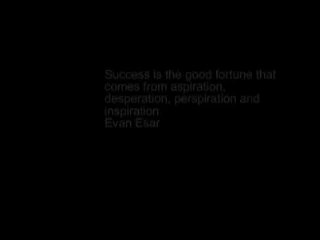 Success is the good fortune that
comes from aspiration,
desperation, perspiration and
inspiration
Evan Esar